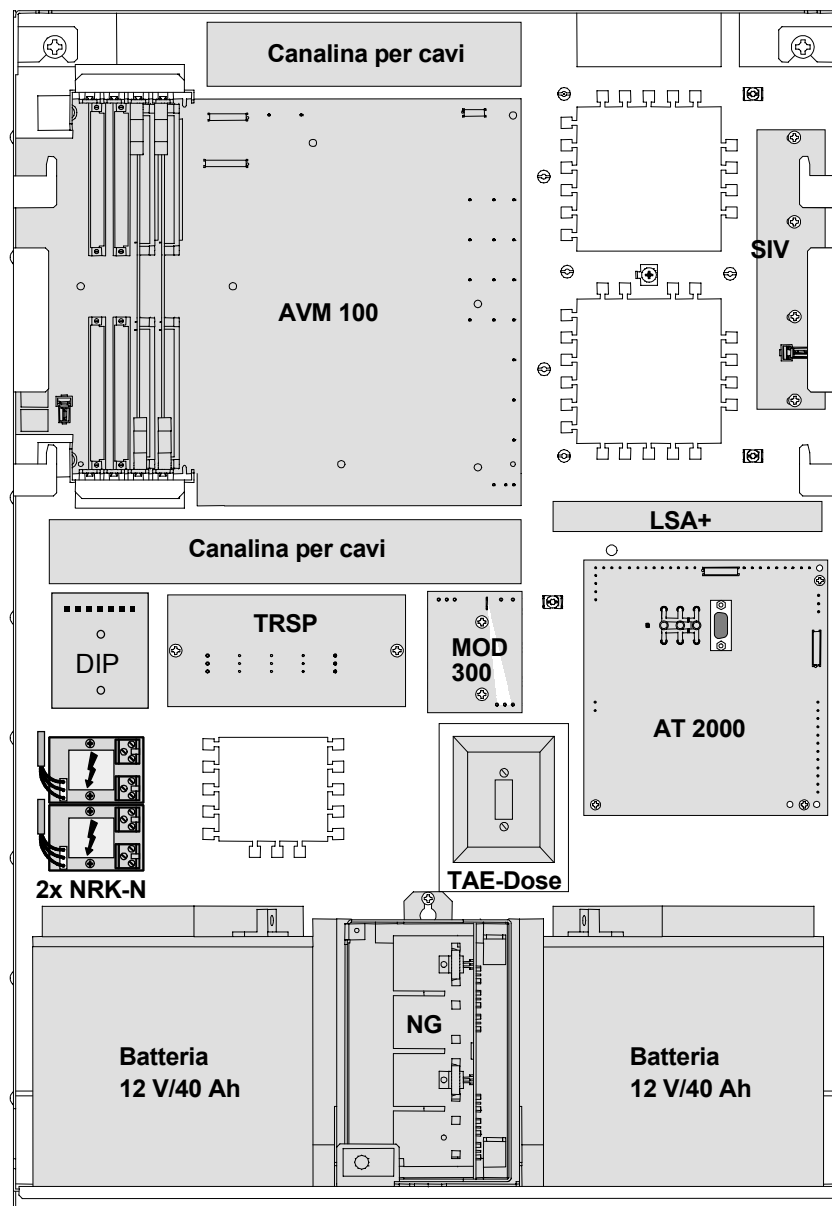 Canalina per cavi
SIV
AVM 100
LSA+
Canalina per cavi
DIP
TRSP
MOD
300
AT 2000
TAE-Dose
2x NRK-N
NG
Batteria
12 V/40 Ah
Batteria
12 V/40 Ah